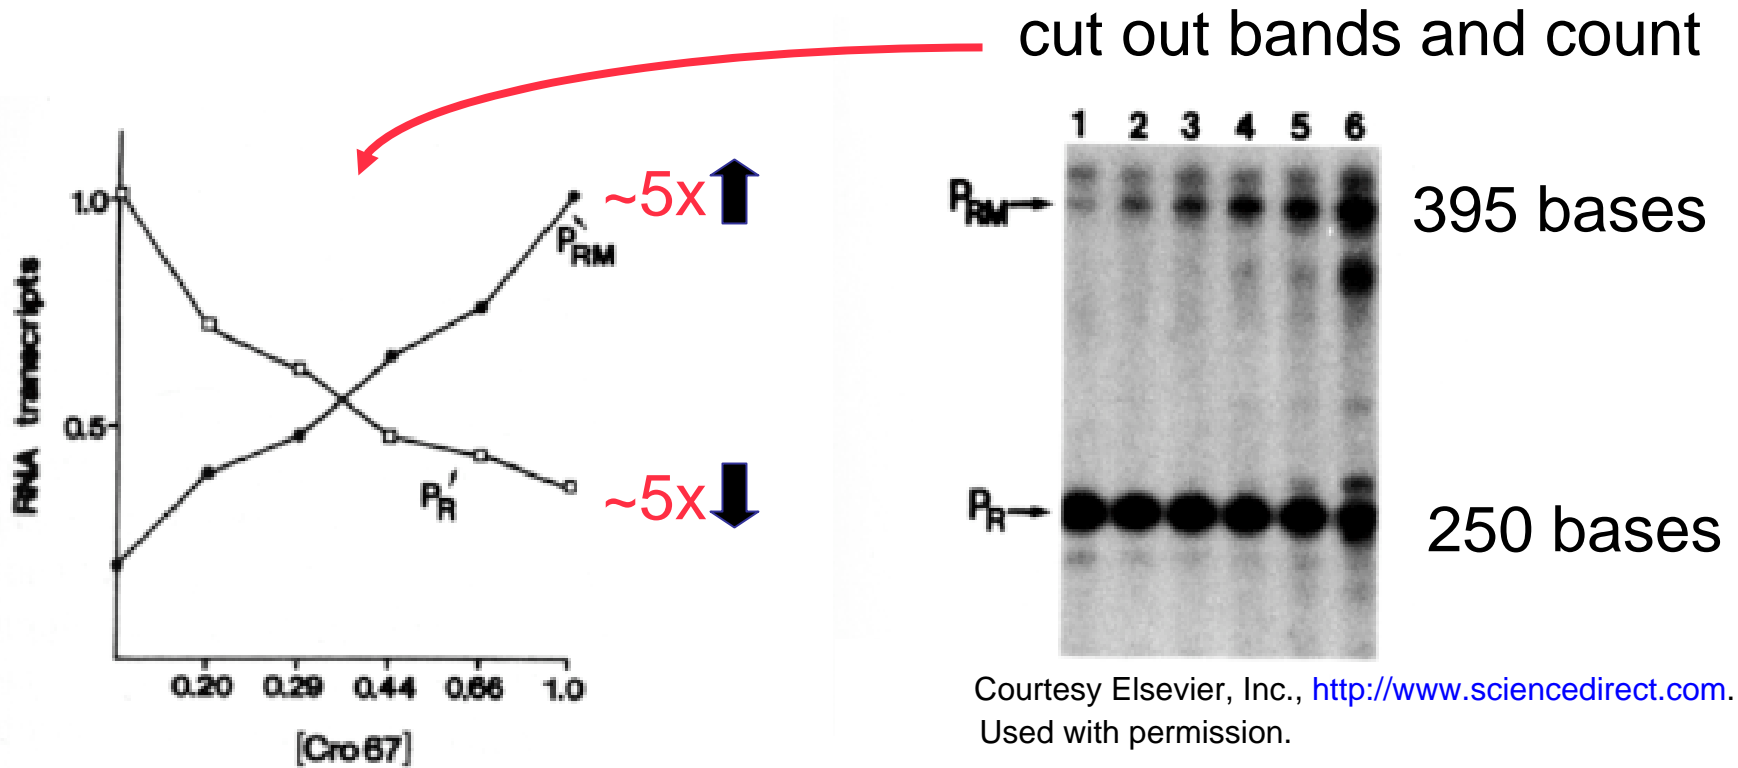 cut out bands and count
1 2 3 4 5 6
1.0
~5x
PRM
PRM
395 bases
RNA transcripts
0.5
PR
~5x
PR
250 bases
0.20 0.29 0.44 0.66 1.0
[Cro 67]
Courtesy Elsevier, Inc., http://www.sciencedirect.com.
Used with permission.